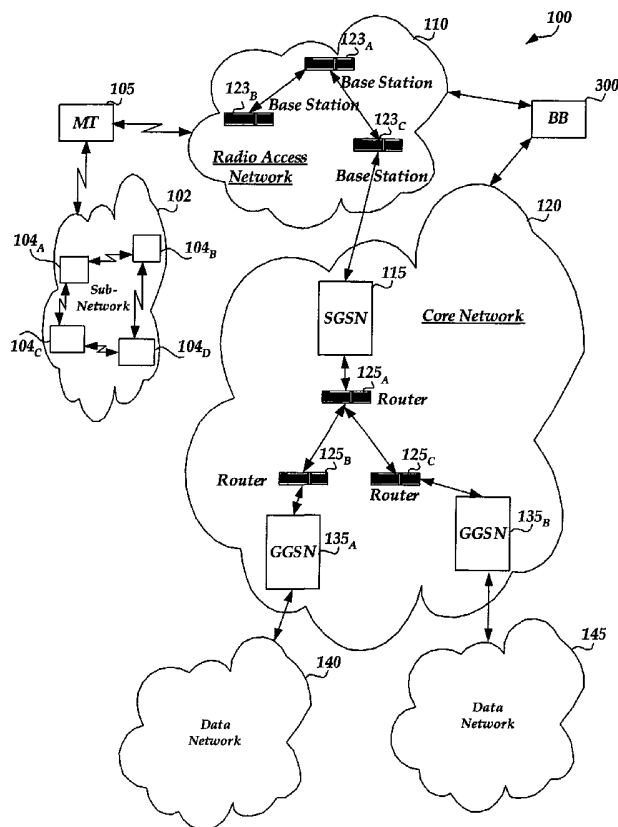 100
110
123A
Base Station
123B
Base Station
123C
Base Station
Radio Access
Network
105
MT
300
BB
102
104A
104B
Sub-
Network
104C
104D
120
115
SGSN
Core Network
125A
Router
125B
Router
125C
Router
GGSN
135A
GGSN
135B
140
Data
Network
145
Data
Network